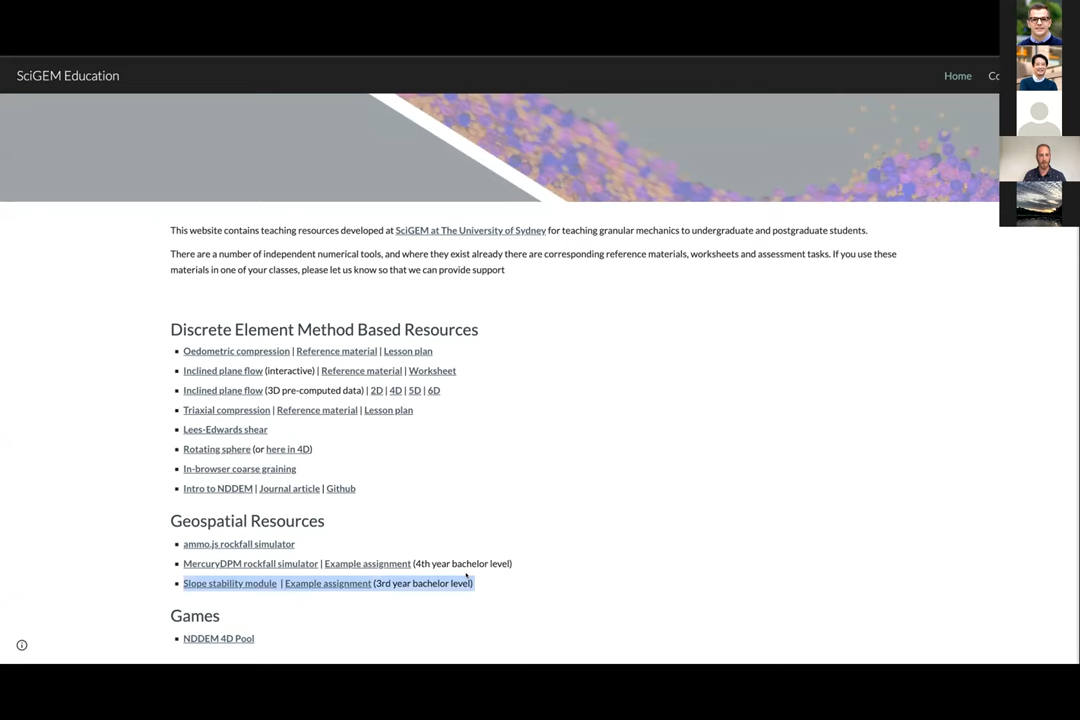 SciGEM Education
Home
This website contains teaching resources developed at SciGEM at The University of Sydney for teaching granular mechanics to undergraduate and postgraduate students.
There are a number of independent numerical tools, and where they exist already there are corresponding reference materials, worksheets and assessment tasks. If you use these
materials in one of your classes, please let us know so that we can provide support
Discrete Element Method Based Resources
Oedometric compression | Reference material | Lesson plan
Inclined plane flow (interactive) | Reference material | Worksheet
Inclined plane flow (3D pre-computed data) | 2D | 4D | 5D | 6D
Triaxial compression | Reference material | Lesson plan
Lees-Edwards shear
Rotating sphere (or here in 4D)
In-browser coarse graining
Intro to NDDEM | Journal article | Github
Geospatial Resources
ammo.js rockfall simulator
MercuryDPM rockfall simulator | Example assignment (4th year bachelor level)
Slope stability module | Example assignment (3rd year bachelor level)
Games
NDDEM 4D Pool